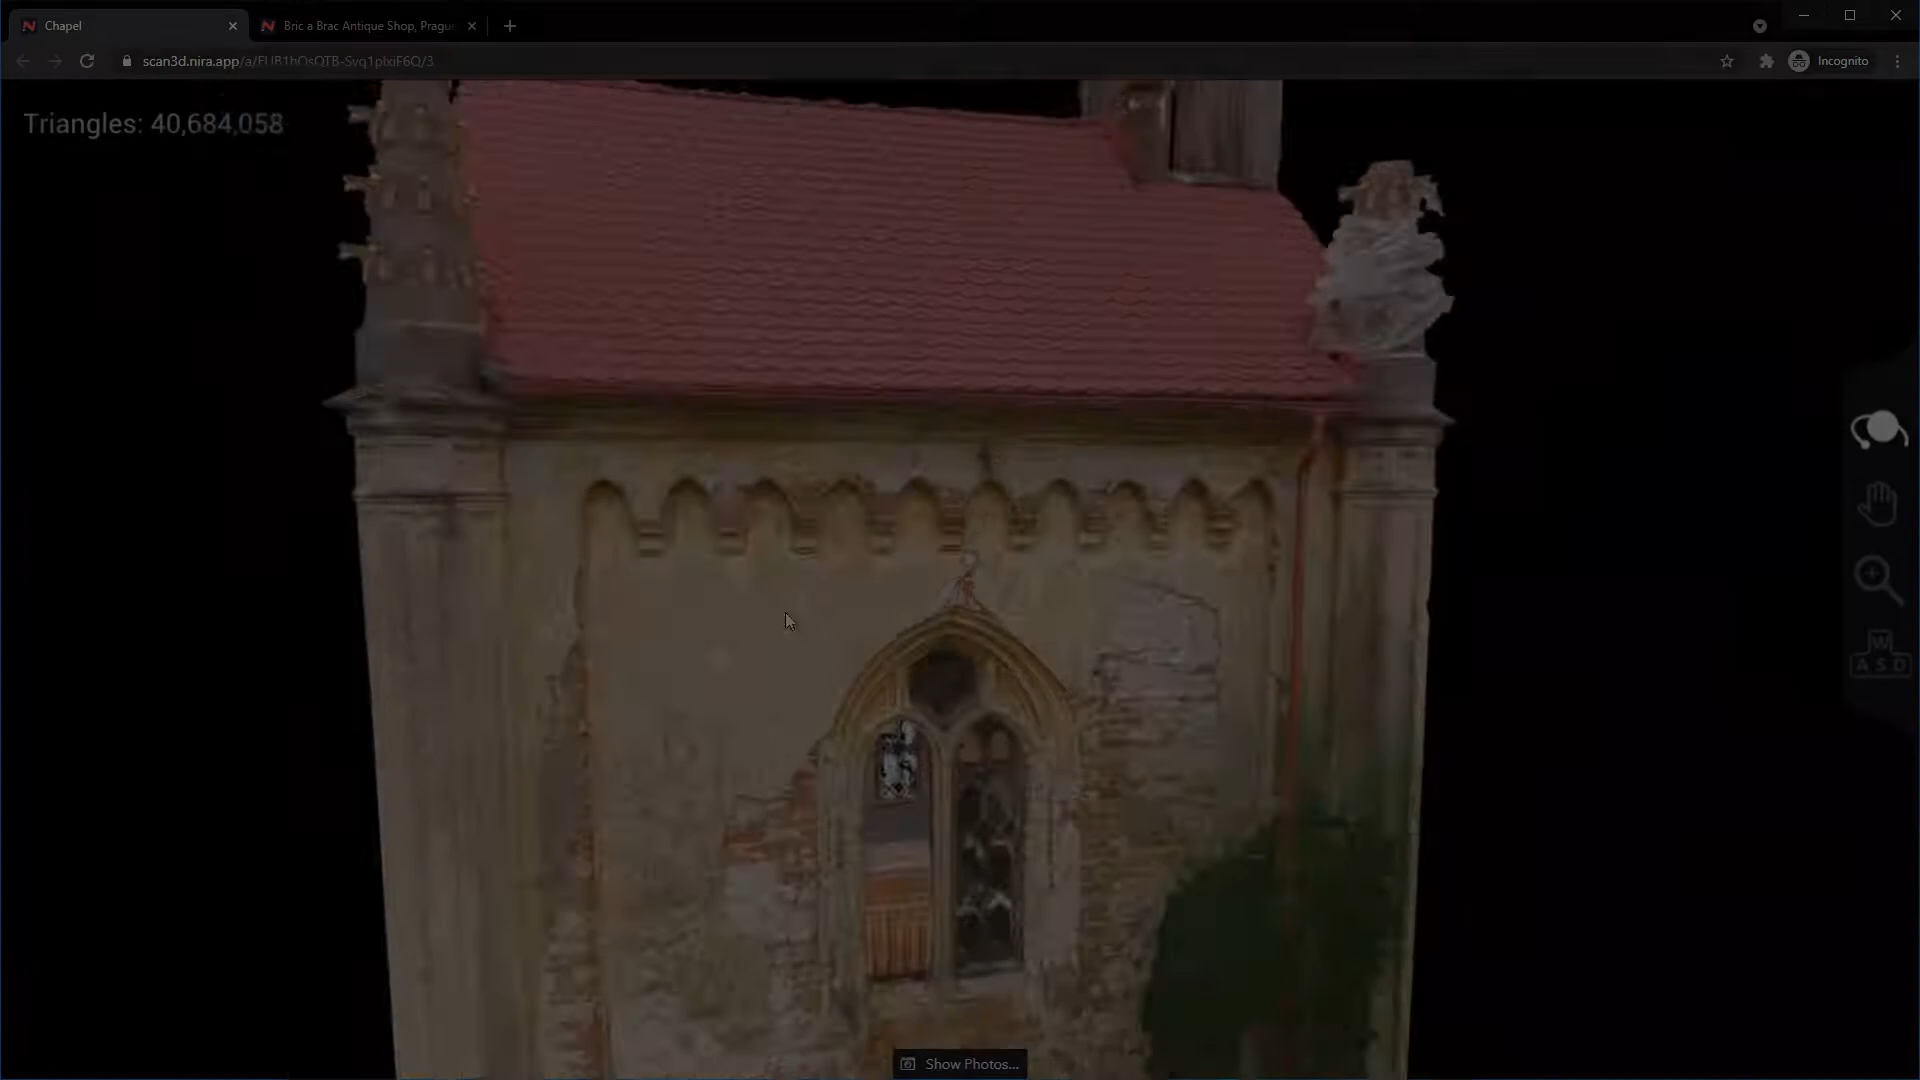 Chapel
Bric a Brac Antique Shop, Prague
scan3d.nira.app
Incognito
Triangles: 40,684,058
W
A S D
Show Photos...